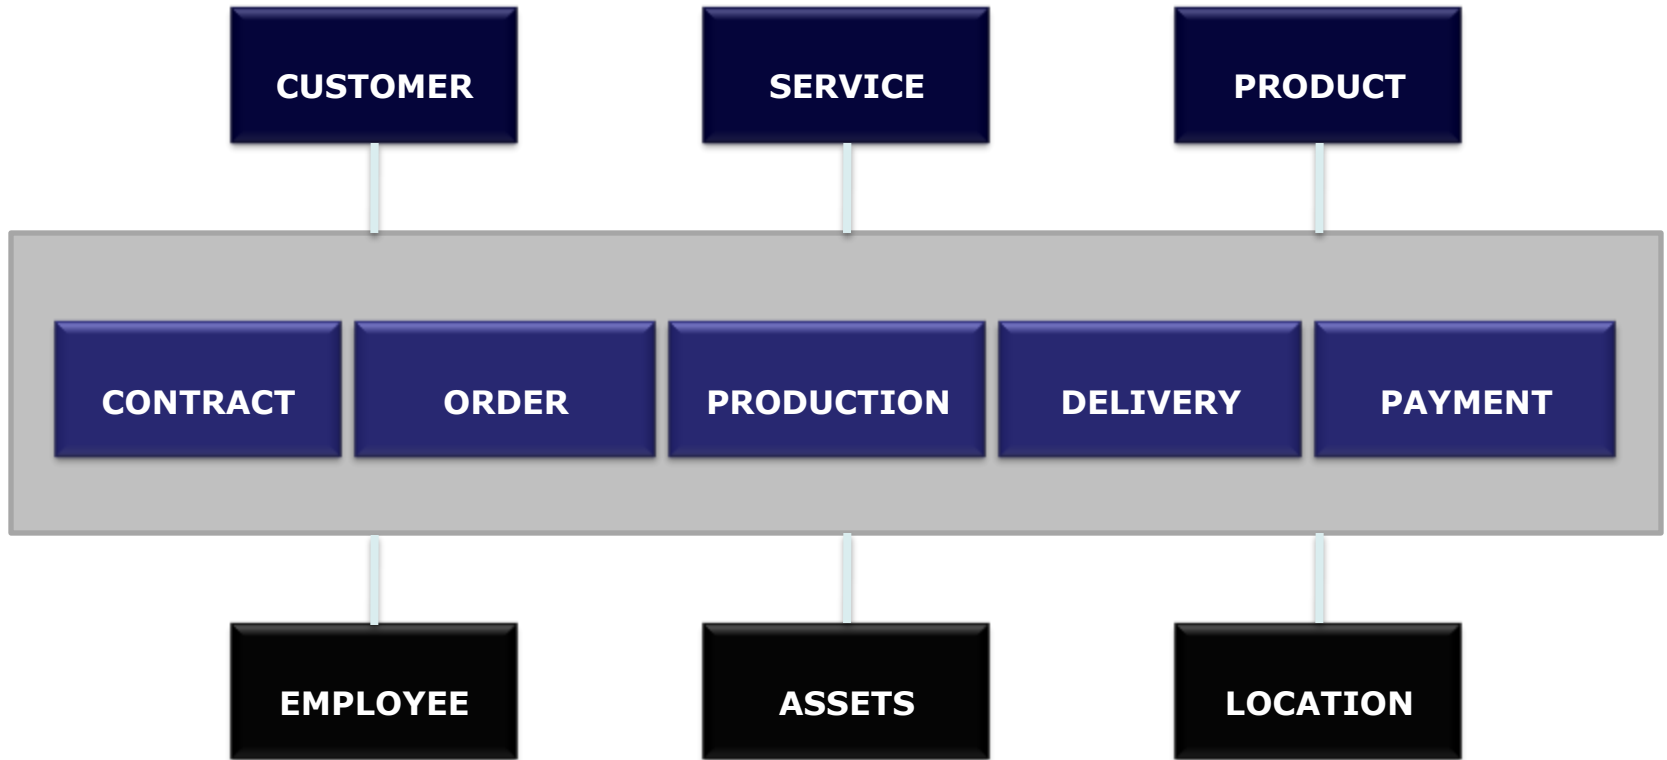 CUSTOMER
SERVICE
PRODUCT
CONTRACT
ORDER
PRODUCTION
DELIVERY
PAYMENT
EMPLOYEE
ASSETS
LOCATION